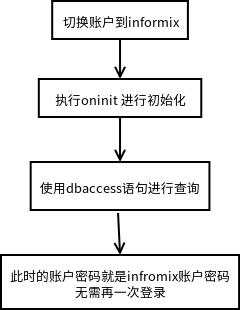 切换账户到informix
执行oninit 进行初始化
使用dbaccess语句进行查询
此时的账户密码就是infromix账户密码
无需再一次登录